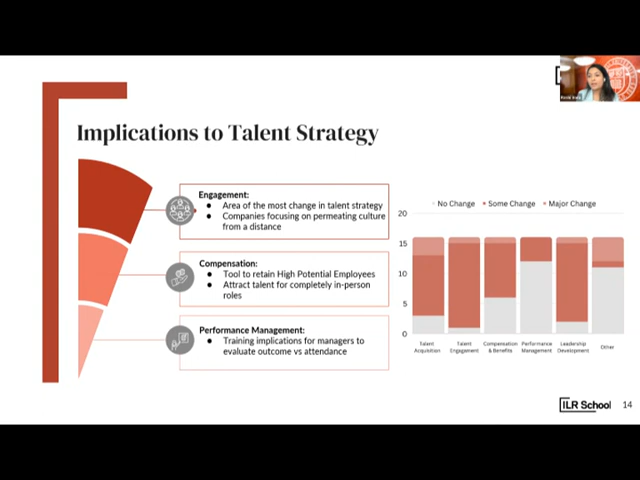 Implications to Talent Strategy
Engagement:
● Area of the most change in talent strategy
● Companies focusing on permeating culture
from a distance
Compensation:
● Tool to retain High Potential Employees
● Attract talent for completely in-person
roles
Performance Management:
● Training implications for managers to
evaluate outcome vs attendance
No Change Some Change Major Change
20
15
10
5
0
Talent
Acquisition
Talent
Engagement
Compensation
& Benefits
Performance
Management
Leadership
Development
Other
ILR School
14